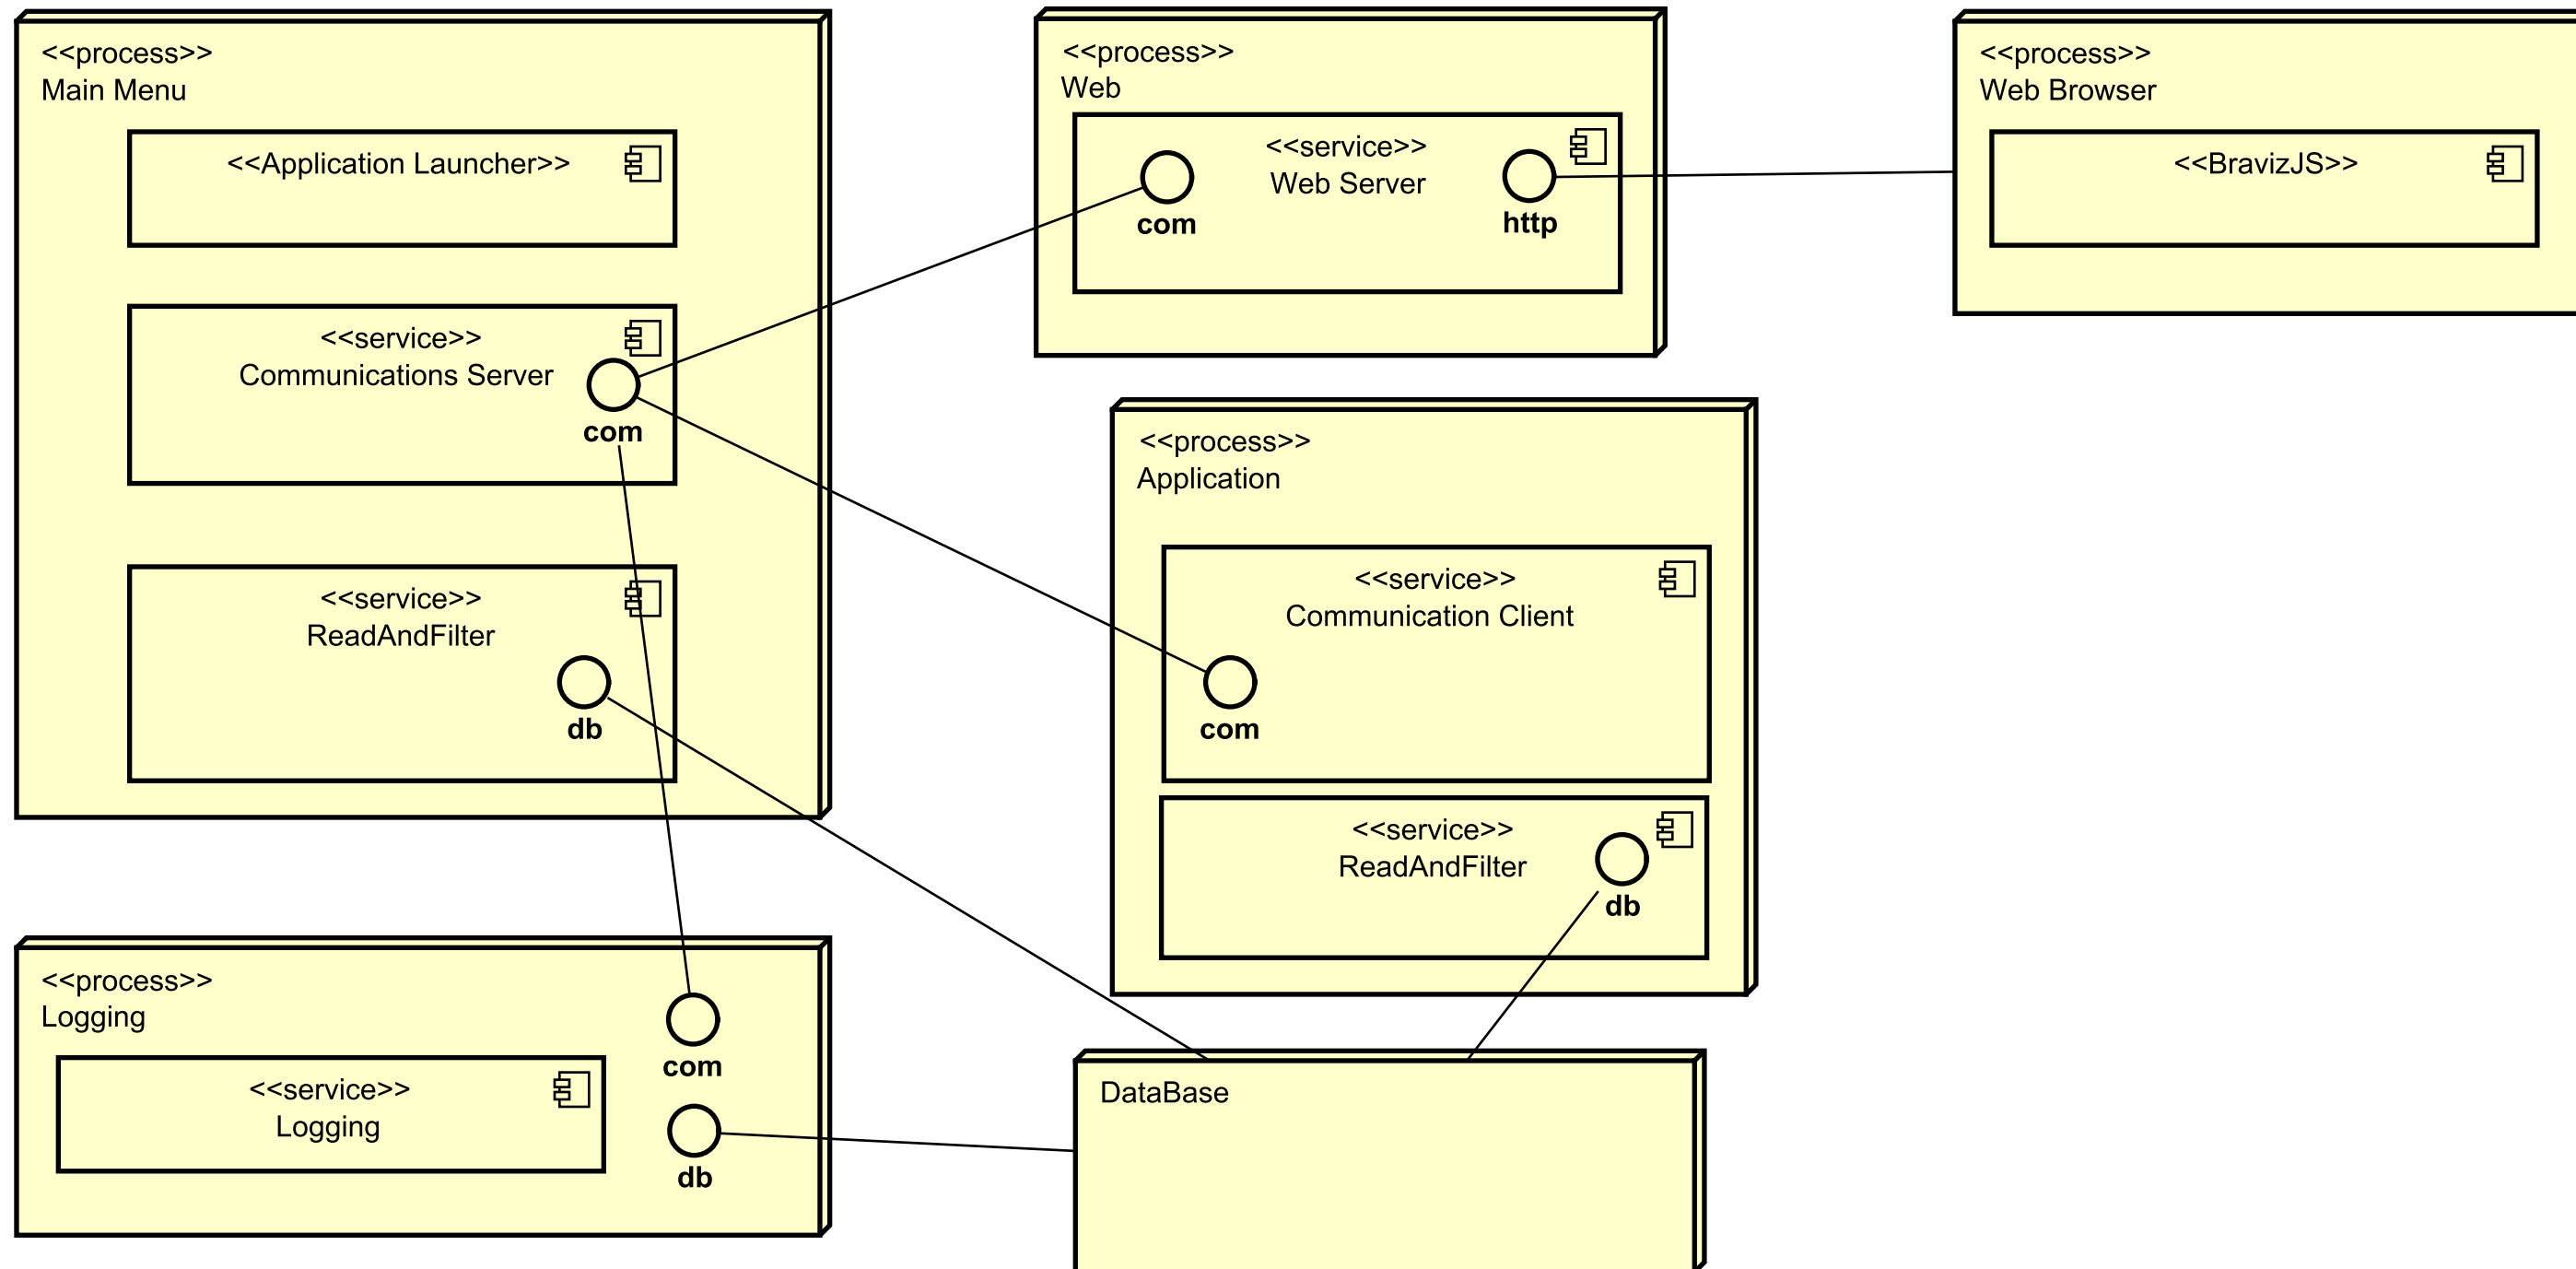 <<process>>
Main Menu
<<Application Launcher>>
<<service>>
Communications Server
com
<<service>>
ReadAndFilter
db
<<process>>
Web
<<service>>
Web Server
com
http
<<process>>
Web Browser
<<BravizJS>>
<<process>>
Application
<<service>>
Communication Client
com
<<service>>
ReadAndFilter
db
<<process>>
Logging
<<service>>
Logging
com
db
DataBase